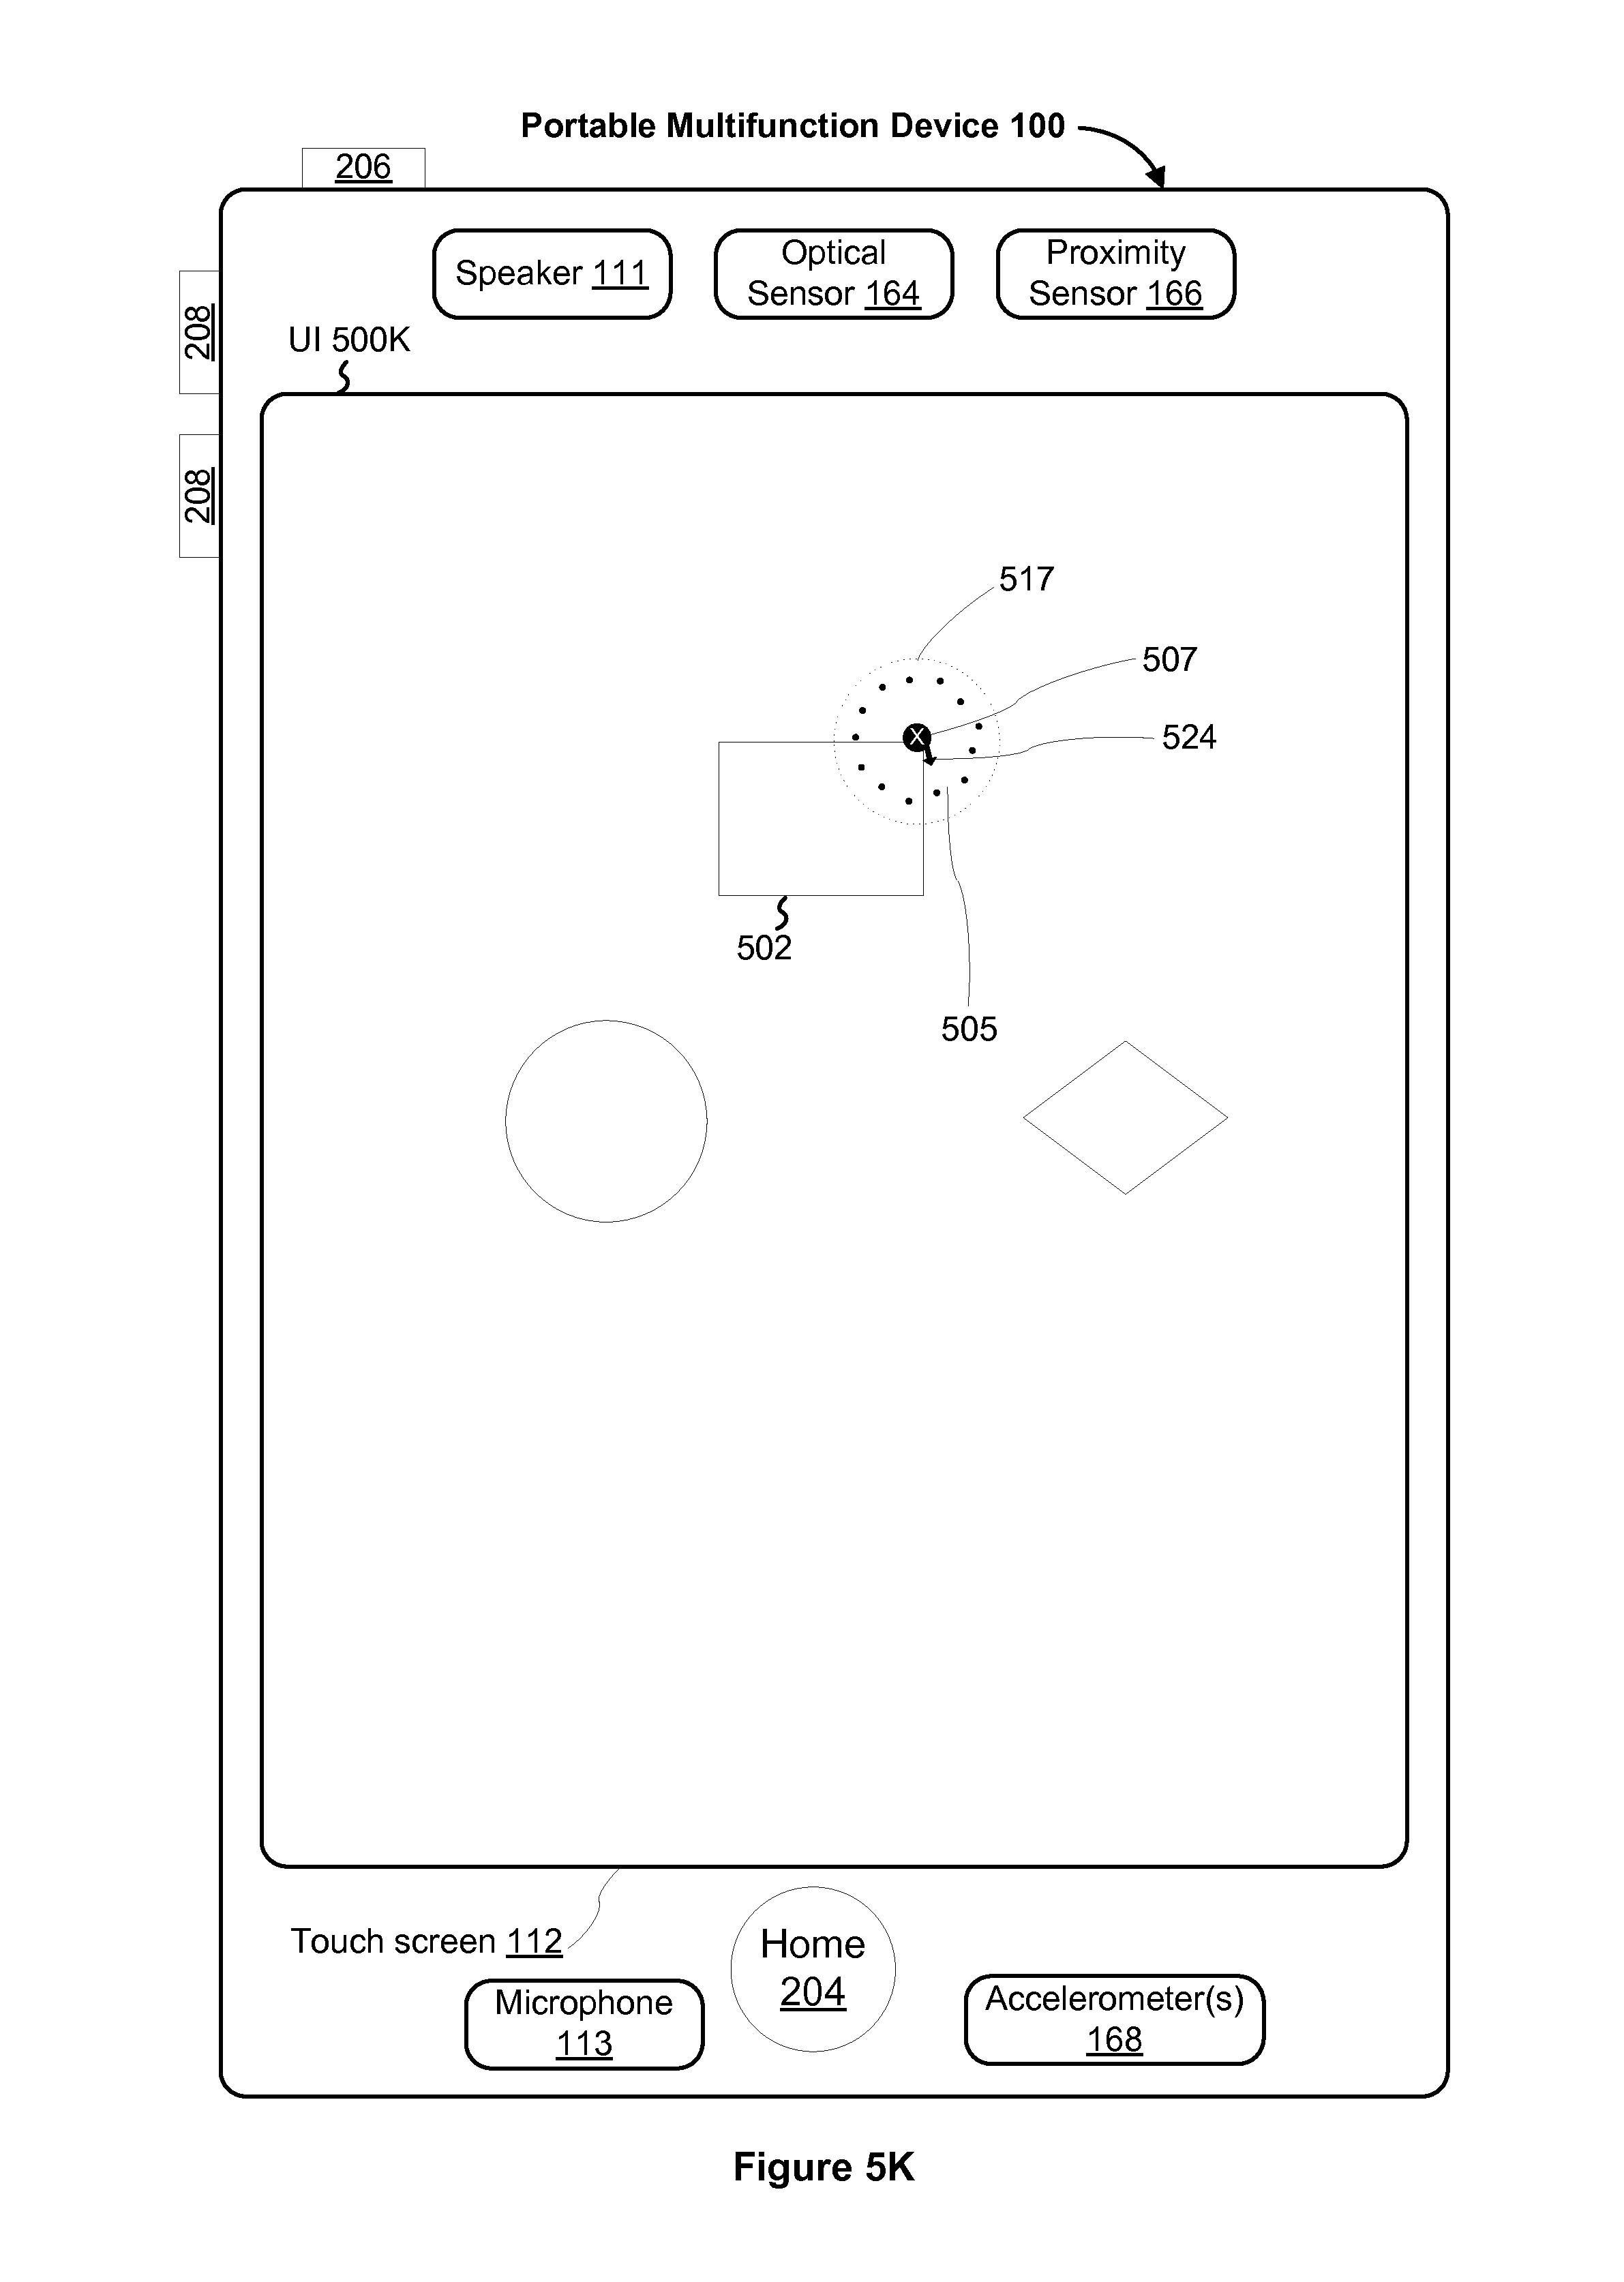 Portable Multifunction Device 100
206
Speaker 111
Optical
Sensor 164
Proximity
Sensor 166
208
UI 500K
208
517
507
X
524
502
505
Touch screen 112
Home
204
Microphone
113
Accelerometer(s)
168
Figure 5K